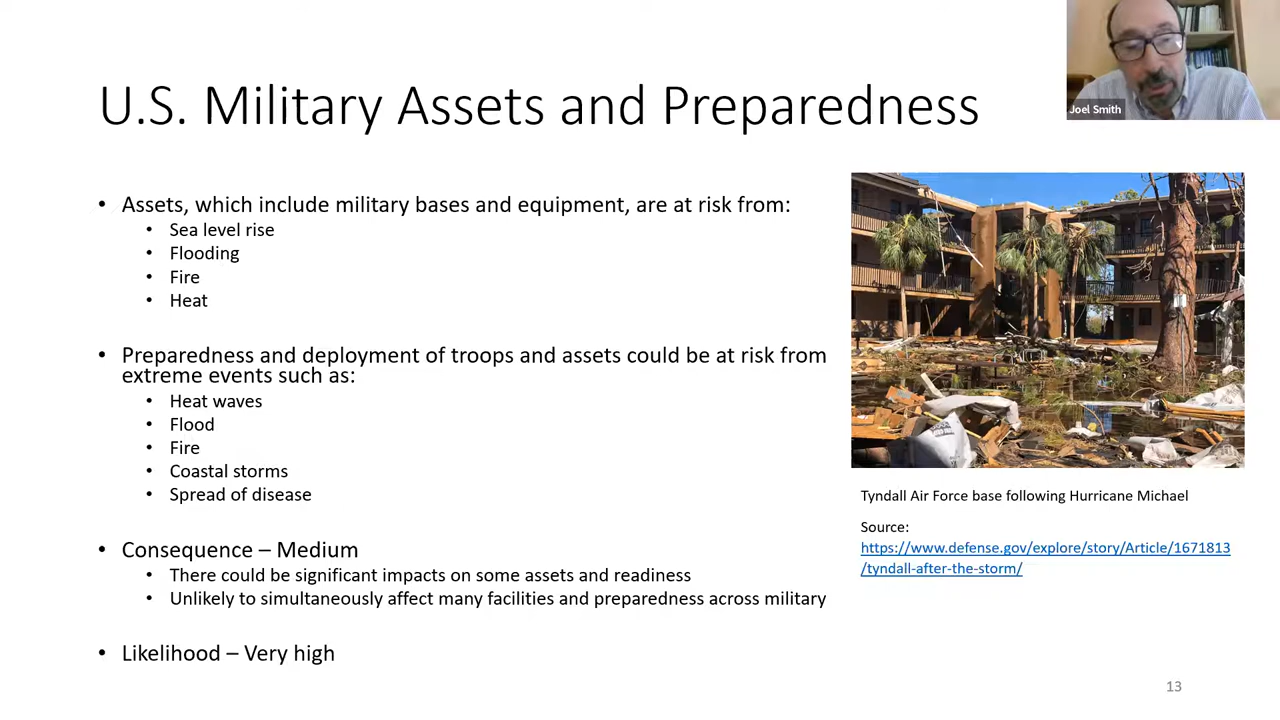 U.S. Military Assets and Preparedness
Joel Smith
• Assets, which include military bases and equipment, are at risk from:
• Sea level rise
• Flooding
• Fire
• Heat
• Preparedness and deployment of troops and assets could be at risk from
extreme events such as:
• Heat waves
• Flood
• Fire
• Coastal storms
• Spread of disease
• Consequence – Medium
• There could be significant impacts on some assets and readiness
• Unlikely to simultaneously affect many facilities and preparedness across military
• Likelihood – Very high
Tyndall Air Force base following Hurricane Michael
Source:
https://www.defense.gov/explore/story/Article/1671813
/tyndall-after-the-storm/
13